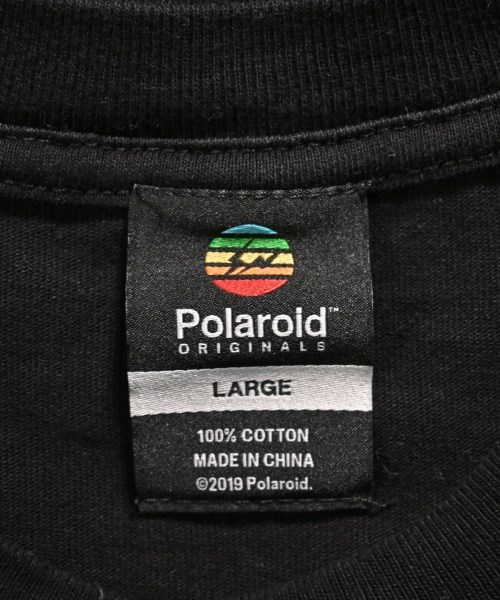 Polaroid™
ORIGINALS
LARGE
100% COTTON
MADE IN CHINA
©2019 Polaroid.